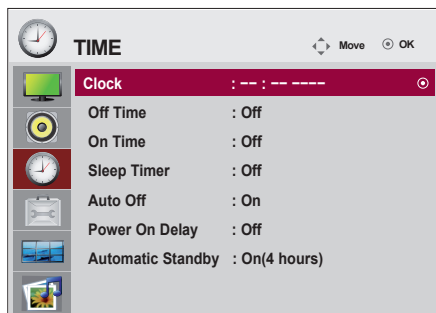 TIME Move OK
Clock : -- : -- ----
Off Time : Off
On Time : Off
Sleep Timer : Off
Auto Off : On
Power On Delay : Off
Automatic Standby : On(4 hours)